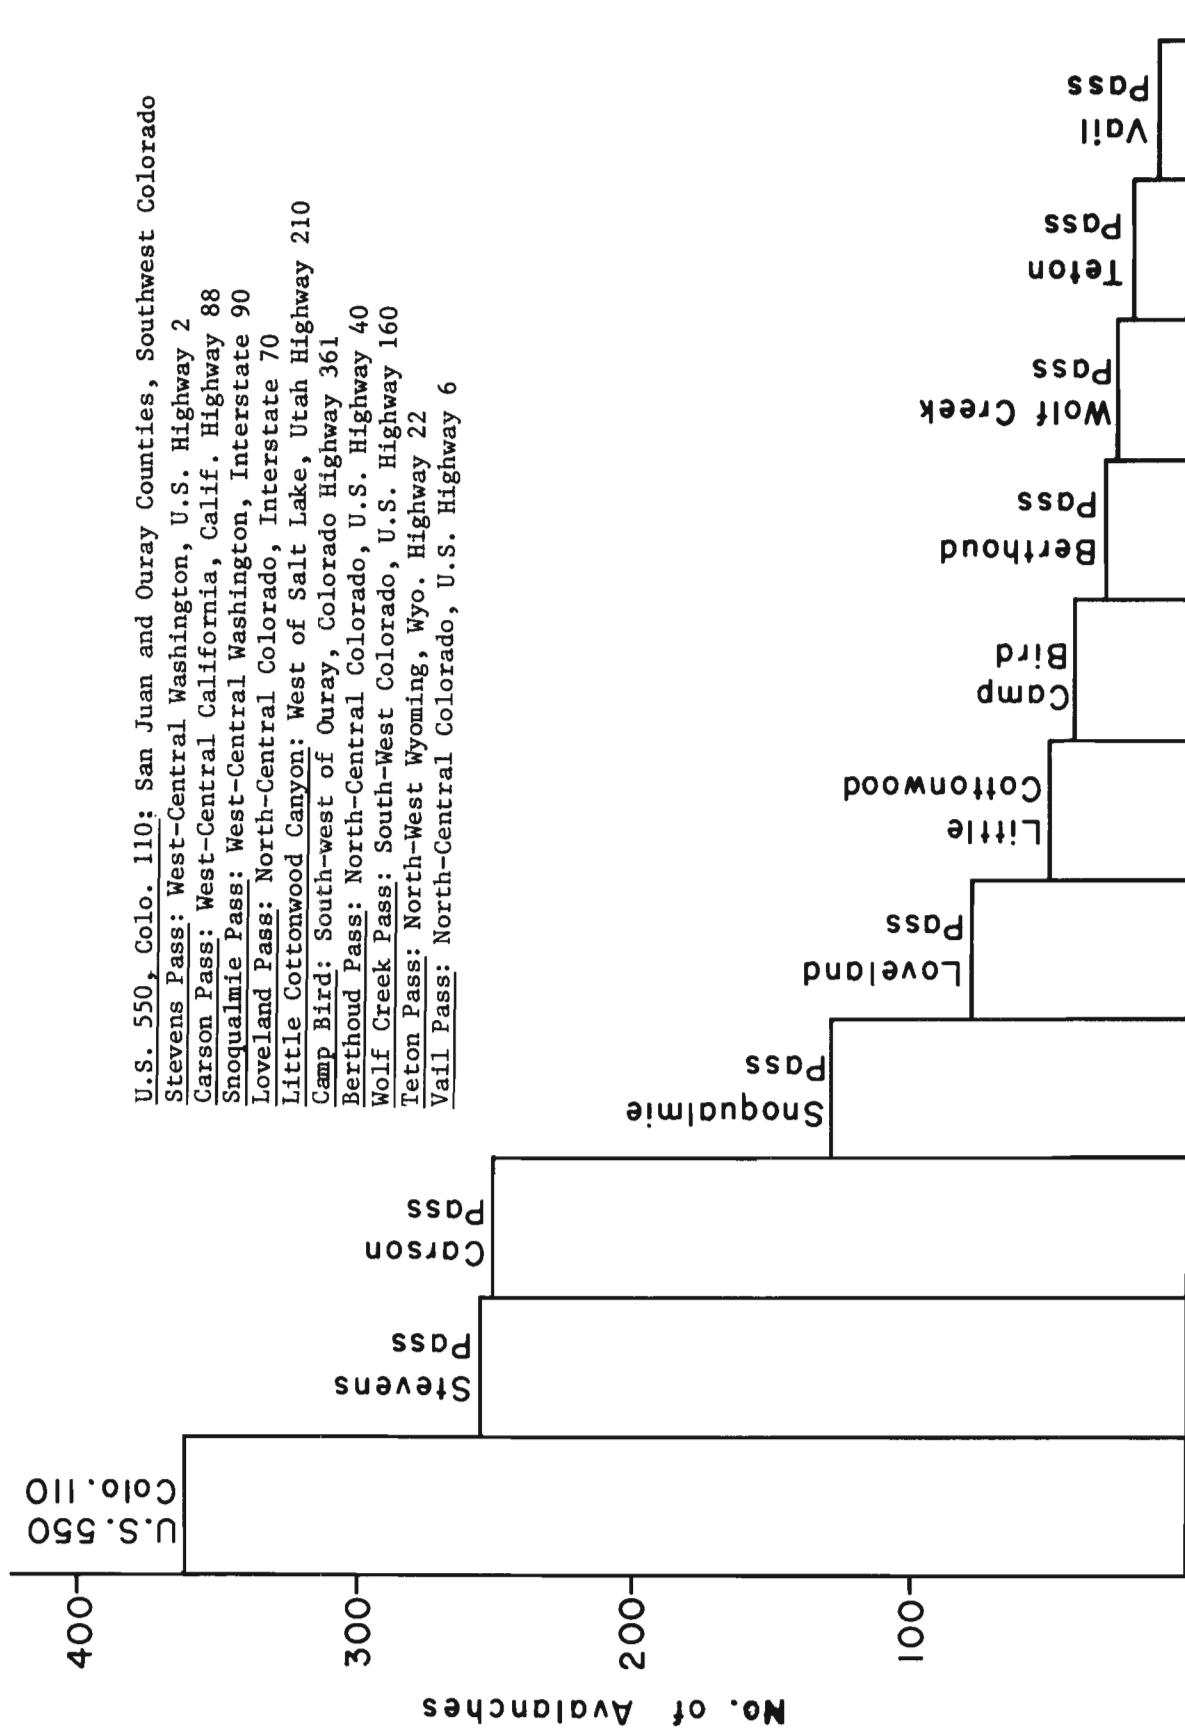 U.S. 550, Colo. 110: San Juan and Ouray Counties, Southwest Colorado
Stevens Pass: West-Central Washington, U.S. Highway 2
Carson Pass: West-Central California, Calif. Highway 88
Snoqualmie Pass: West-Central Washington, Interstate 90
Loveland Pass: North-Central Colorado, Interstate 70
Little Cottonwood Canyon: West of Salt Lake, Utah Highway 210
Camp Bird: South-west of Ouray, Colorado Highway 361
Berthoud Pass: North-Central Colorado, U.S. Highway 40
Wolf Creek Pass: South-West Colorado, U.S. Highway 160
Teton Pass: North-West Wyoming, Wyo. Highway 22
Vail Pass: North-Central Colorado, U.S. Highway 6
No. of Avalanches
400
300
200
100
U.S. 550
Colo. 110
Stevens
Pass
Carson
Pass
Snoqualmie
Pass
Loveland
Pass
Little
Cottonwood
Camp
Bird
Berthoud
Pass
Wolf Creek
Pass
Teton
Pass
Vail
Pass